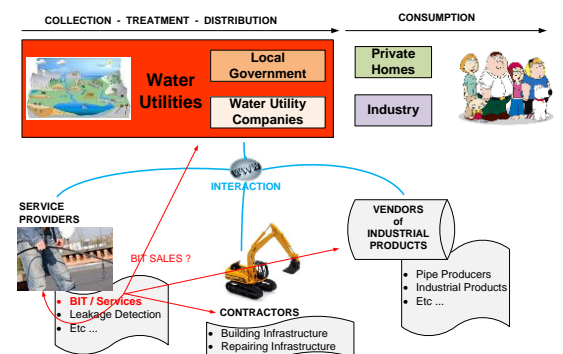 COLLECTION - TREATMENT - DISTRIBUTION
CONSUMPTION
Water
Utilities
Local
Government
Water Utility
Companies
Private
Homes
Industry
INTERACTION
SERVICE
PROVIDERS
BIT SALES ?
• BIT / Services
• Leakage Detection
• Etc ...
CONTRACTORS
• Building Infrastructure
• Repairing Infrastructure
VENDORS
of
INDUSTRIAL
PRODUCTS
• Pipe Producers
• Industrial Products
• Etc ...